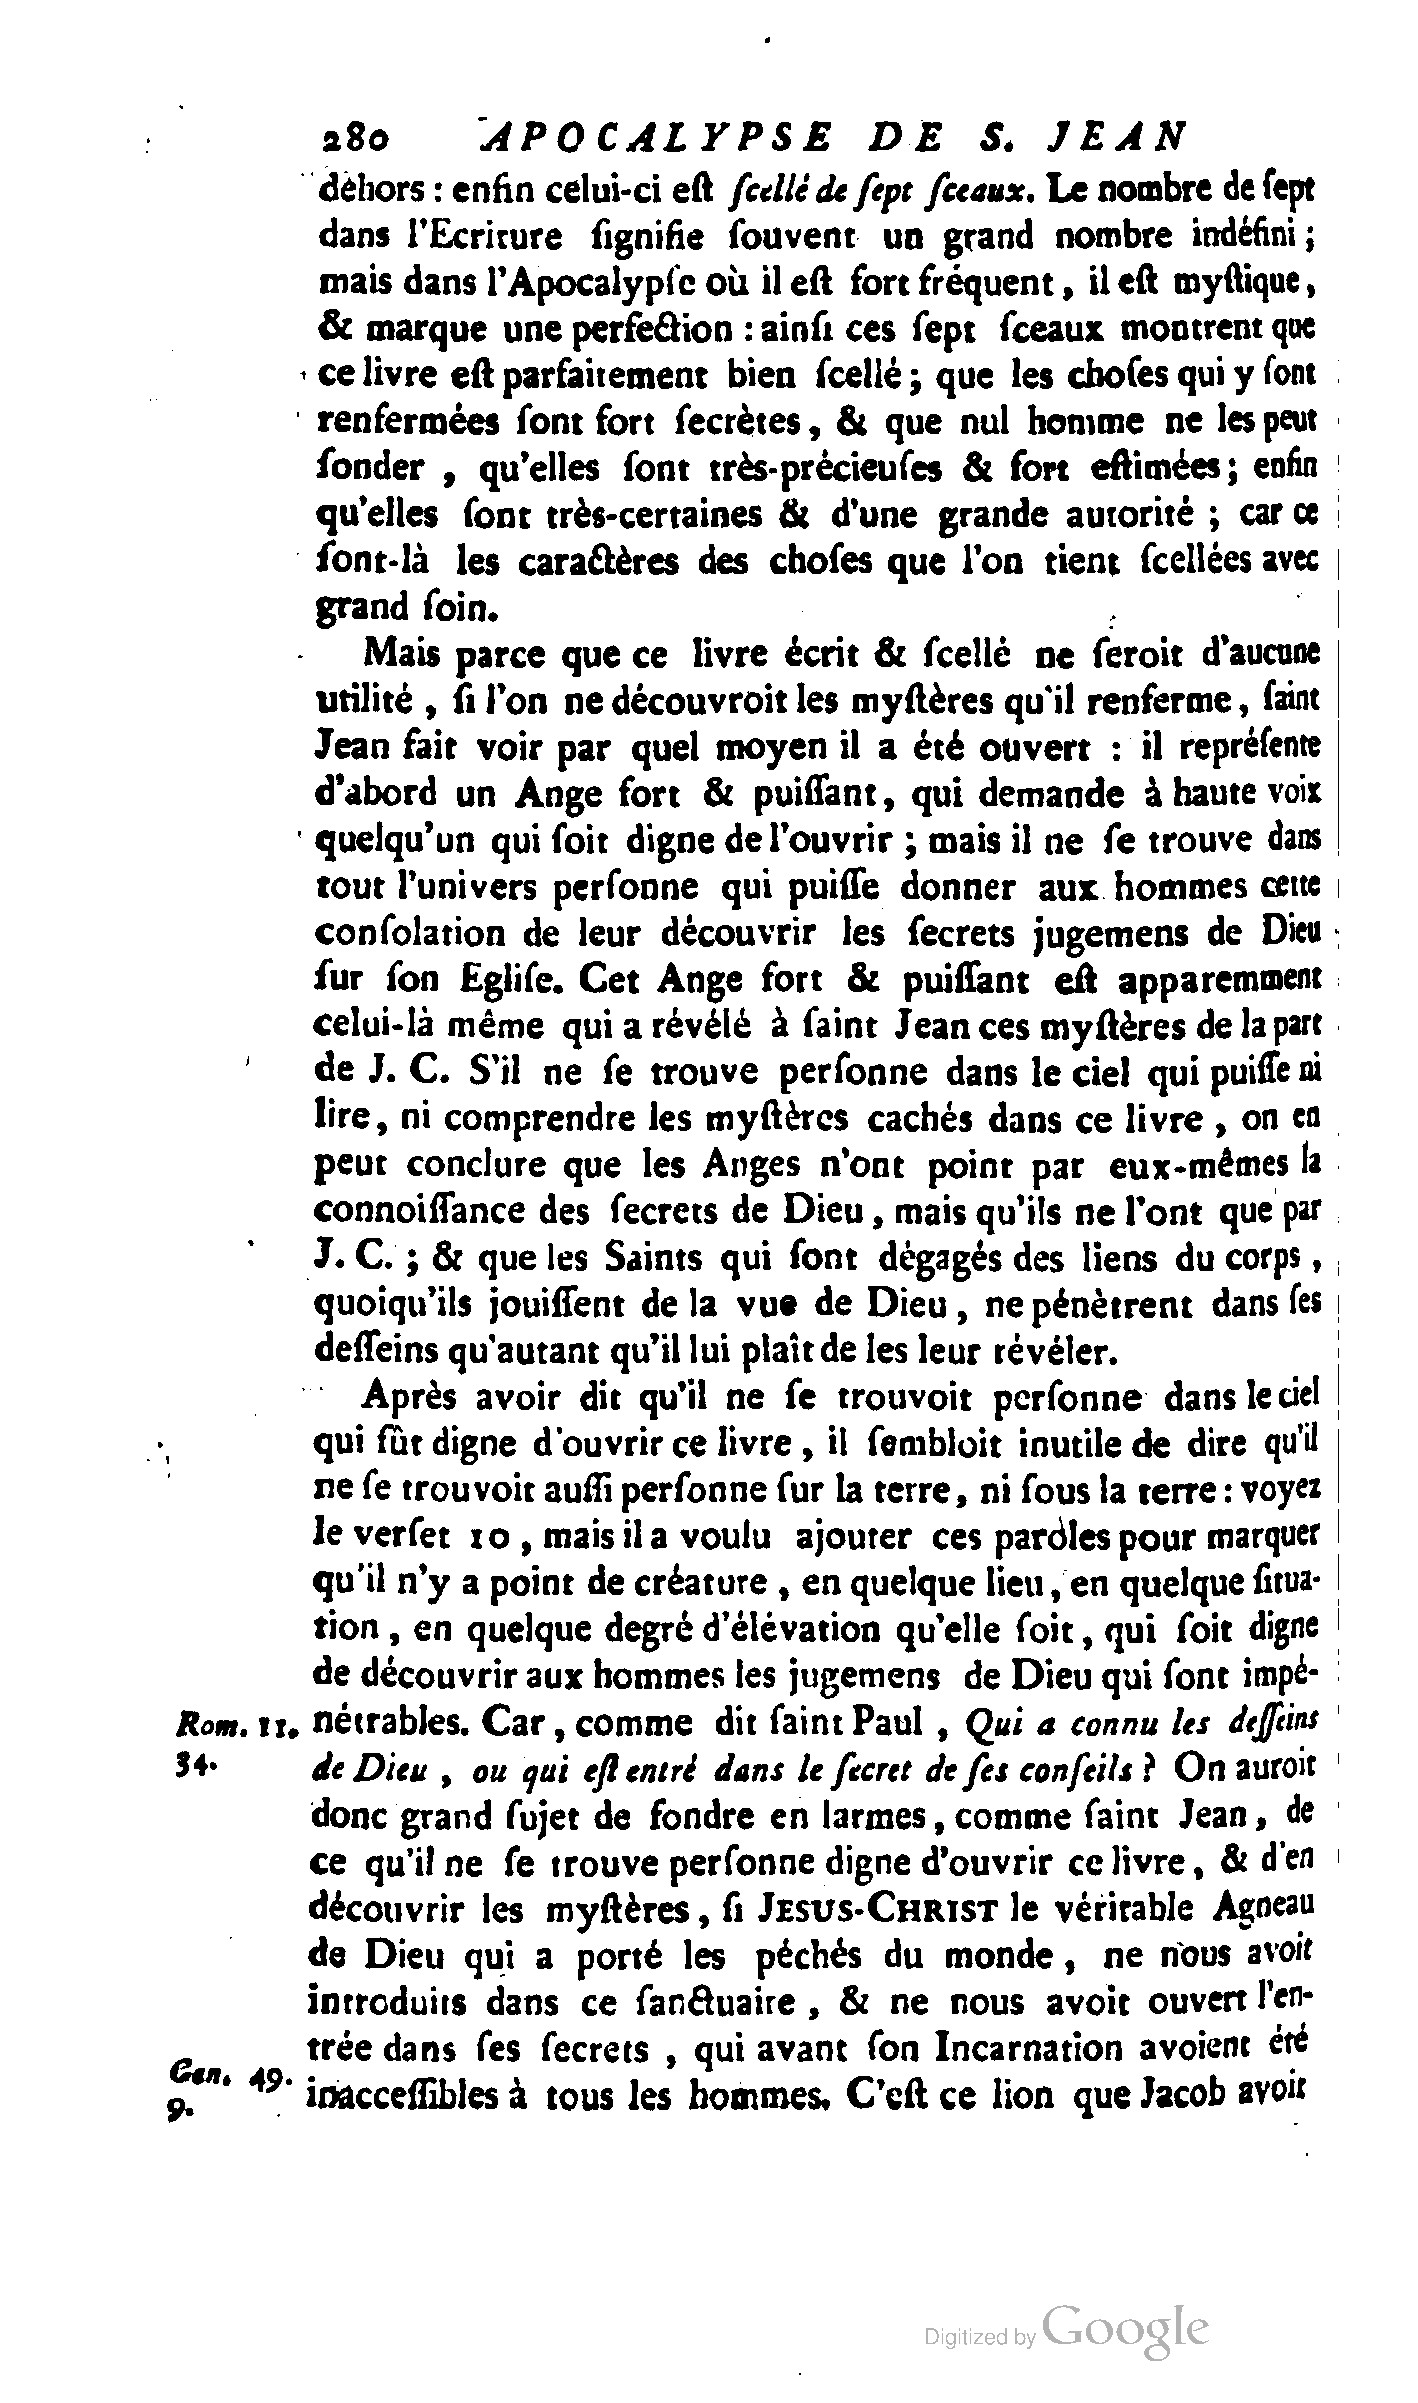 280 APOCALYPSE DE S. JEAN
dehors : enfin celui-ci eſt ſcellé de ſept ſceaux. Le nombre de ſept
dans l'Ecriture ſignifie ſouvent un grand nombre indéfini ;
mais dans l'Apocalypſe où il eſt fort fréquent, il eſt myſtique,
& marque une perfection : ainſi ces ſept ſceaux montrent que
ce livre eſt parfaitement bien ſcellé ; que les choſes qui y ſont
renfermées ſont fort ſecrètes, & que nul homme ne les peut
ſonder , qu'elles ſont très-précieuſes & fort eſtimées ; enfin
qu'elles ſont très-certaines & d'une grande autorité ; car ce
ſont-là les caractères des choſes que l'on tient ſcellées avec
grand ſoin.
Mais parce que ce livre écrit & ſcellé ne ſeroit d'aucune
utilité , ſi l'on ne découvroit les myſtères qu'il renferme, ſaint
Jean fait voir par quel moyen il a été ouvert : il repréſente
d'abord un Ange fort & puiſſant, qui demande à haute voix
quelqu'un qui ſoit digne de l'ouvrir ; mais il ne ſe trouve dans
tout l'univers perſonne qui puiſſe donner aux hommes cette
conſolation de leur découvrir les ſecrets jugemens de Dieu
ſur ſon Egliſe. Cet Ange fort & puiſſant eſt apparemment
celui-là même qui a révélé à ſaint Jean ces myſtères de la part
de J. C. S'il ne ſe trouve perſonne dans le ciel qui puiſſe ni
lire, ni comprendre les myſtères cachés dans ce livre , on en
peut conclure que les Anges n'ont point par eux-mêmes la
connoiſſance des ſecrets de Dieu , mais qu'ils ne l'ont que par
J. C. ; & que les Saints qui ſont dégagés des liens du corps ,
quoiqu'ils jouiſſent de la vue de Dieu , ne pénètrent dans ſes
deſſeins qu'autant qu'il lui plaît de les leur révéler.
Après avoir dit qu'il ne ſe trouvoit perſonne dans le ciel
qui fût digne d'ouvrir ce livre , il ſembloit inutile de dire qu'il
ne ſe trouvoit auſſi perſonne ſur la terre, ni ſous la terre : voyez
le verſet 10 , mais il a voulu ajouter ces paroles pour marquer
qu'il n'y a point de créature , en quelque lieu, en quelque ſitua-
tion , en quelque degré d'élévation qu'elle ſoit, qui ſoit digne
de découvrir aux hommes les jugemens de Dieu qui ſont impé-
Rom. 11. nétrables. Car , comme dit ſaint Paul , Qui a connu les deſſeins
34. de Dieu , ou qui eſt entré dans le ſecret de ſes conſeils ? On auroit
donc grand ſujet de fondre en larmes, comme ſaint Jean, de
ce qu'il ne ſe trouve perſonne digne d'ouvrir ce livre, & d'en
découvrir les myſtères, ſi JESUS-CHRIST le véritable Agneau
de Dieu qui a porté les péchés du monde , ne nous avoit
introduits dans ce ſanctuaire , & ne nous avoit ouvert l'en-
trée dans ſes ſecrets , qui avant ſon Incarnation avoient été
Gen. 49. inacceſſibles à tous les hommes. C'eſt ce lion que Jacob avoit
9.
Digitized by Google